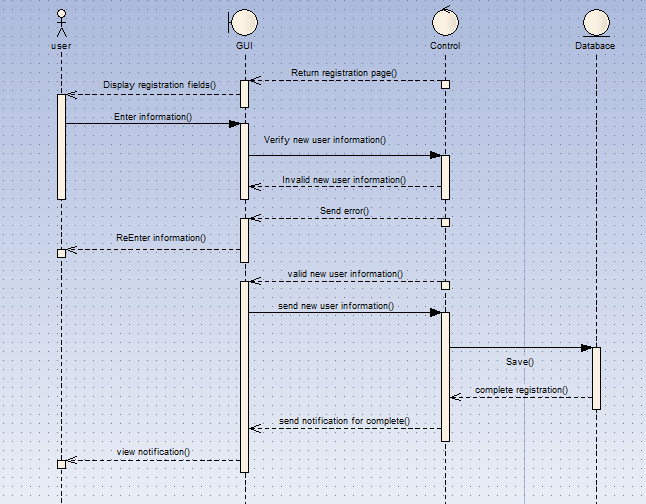 user
GUI
Control
Databace
Return registration page()
Display registration fields()
Enter information()
Verify new user information()
Invalid new user information()
Send error()
ReEnter information()
valid new user information()
send new user information()
Save()
complete registration()
send notification for complete()
view notification()